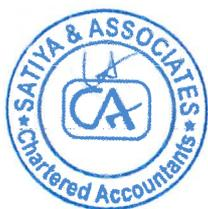 ★ SATIYA & ASSOCIATES ★
Chartered Accountants
CA